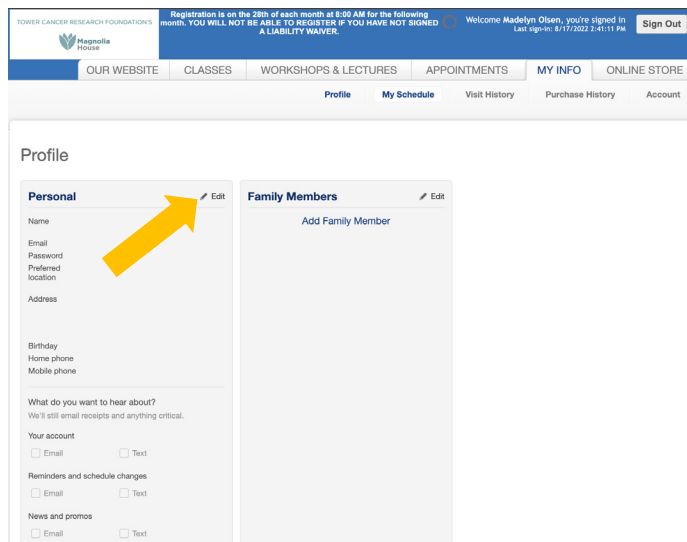 TOWER CANCER RESEARCH FOUNDATION'S
Magnolia
House
Registration is on the 28th of each month at 8:00 AM for the following
month. YOU WILL NOT BE ABLE TO REGISTER IF YOU HAVE NOT SIGNED
A LIABILITY WAIVER.
Welcome Madelyn Olsen, you're signed in
Last sign-in: 8/17/2022 2:41:11 PM
Sign Out
OUR WEBSITE CLASSES WORKSHOPS & LECTURES APPOINTMENTS MY INFO ONLINE STORE
Profile My Schedule Visit History Purchase History Account
Profile
Personal Edit
Name
Email
Password
Preferred
location
Address
Birthday
Home phone
Mobile phone
What do you want to hear about?
We'll still email receipts and anything critical.
Your account
Email Text
Reminders and schedule changes
Email Text
News and promos
Email Text
Family Members Edit
Add Family Member